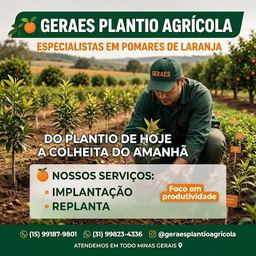 GERAES PLANTIO AGRÍCOLA
ESPECIALISTAS EM POMARES DE LARANJA
GERAES
DO PLANTIO DE HOJE
A COLHEITA DO AMANHÃ
NOSSOS SERVIÇOS:
• IMPLANTAÇÃO
• REPLANTA
Foco em
produtividade
(15) 99187-9801 (31) 99823-4336 @geraesplantioagricola
ATENDEMOS EM TODO MINAS GERAIS